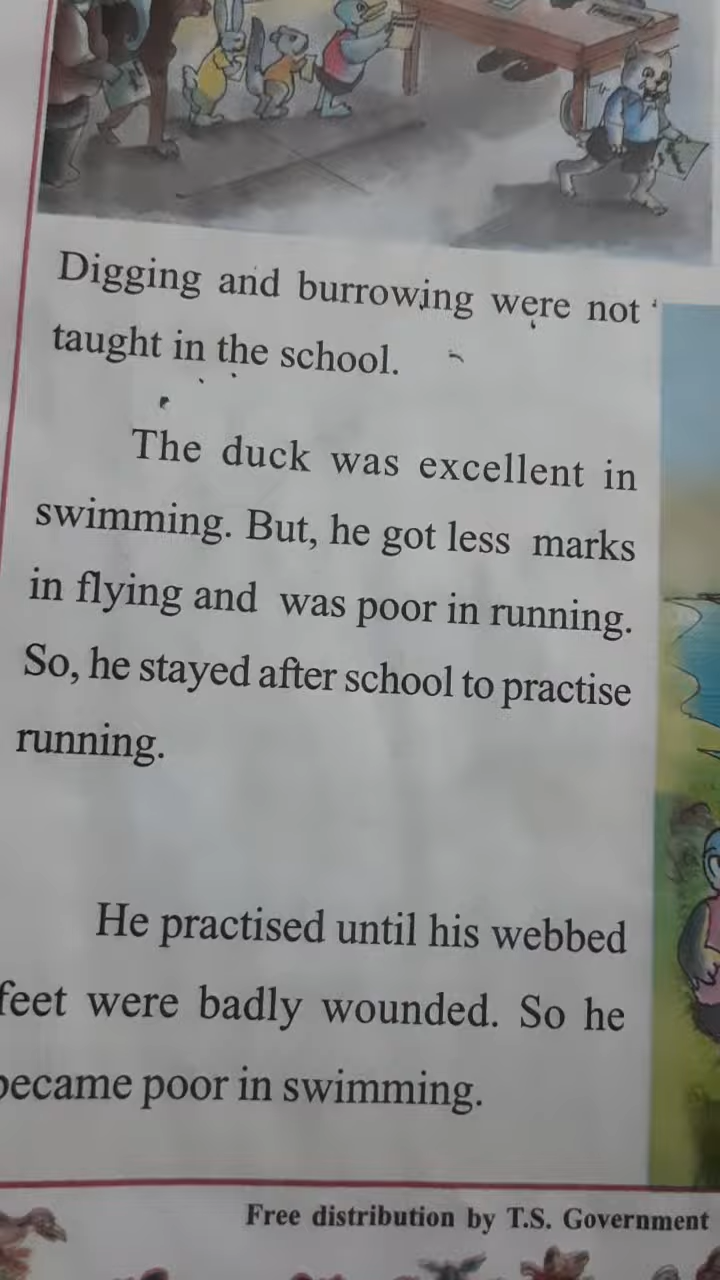 Digging and burrowing were not
taught in the school.
The duck was excellent in
swimming. But, he got less marks
in flying and was poor in running.
So, he stayed after school to practise
running.
He practised until his webbed
feet were badly wounded. So he
became poor in swimming.
Free distribution by T.S. Government